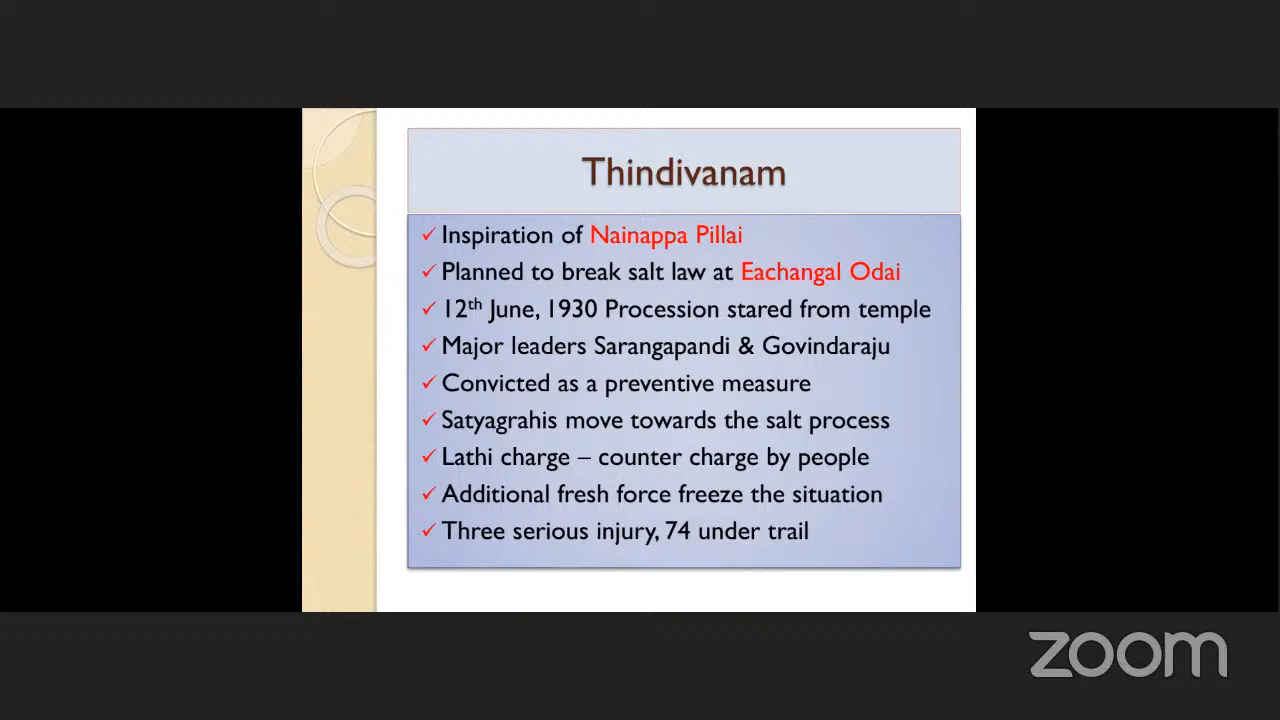 Thindivanam
✓ Inspiration of Nainappa Pillai
✓ Planned to break salt law at Eachangal Odai
✓ 12th June, 1930 Procession stared from temple
✓ Major leaders Sarangapandi & Govindaraju
✓ Convicted as a preventive measure
✓ Satyagrahis move towards the salt process
✓ Lathi charge – counter charge by people
✓ Additional fresh force freeze the situation
✓ Three serious injury, 74 under trail
zoom